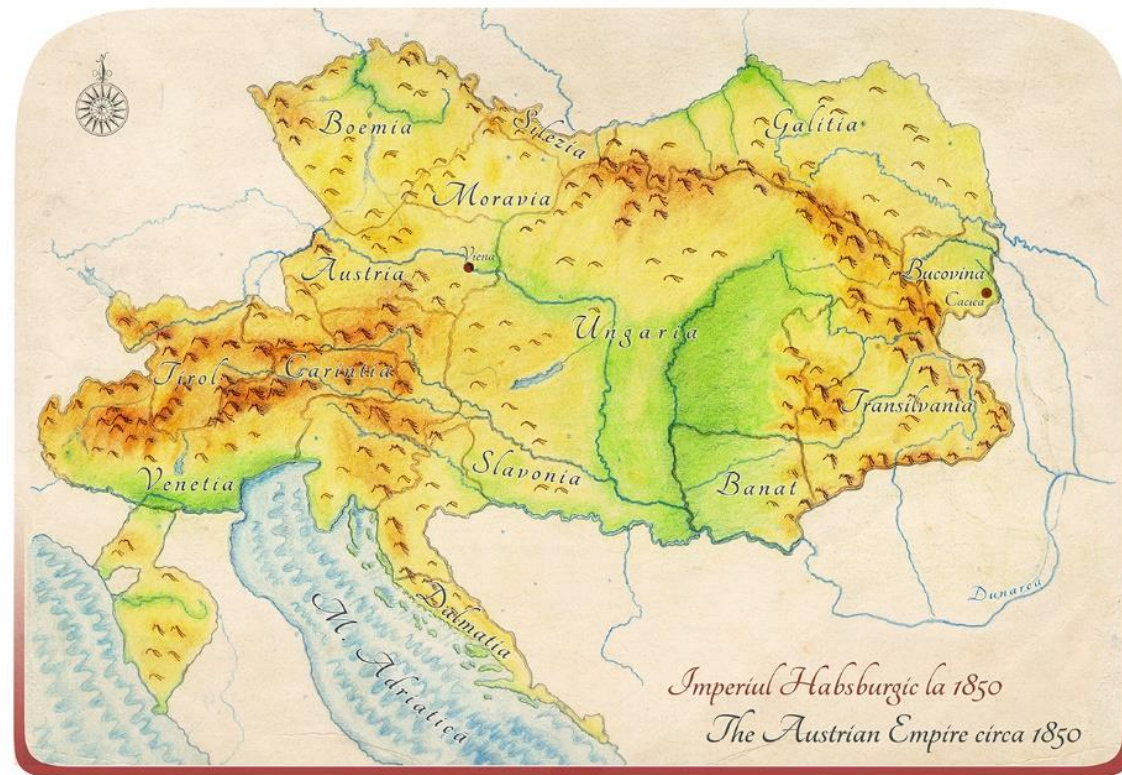 Boemia
Silezia
Galitia
Moravia
Viena
Austria
Bucovina
Cacica
Ungaria
Tirol
Carintia
Transilvania
Venetia
Slavonia
Banat
Dalmatia
M. Adriatica
Dunarea
Imperiul Habsburgic la 1850
The Austrian Empire circa 1850